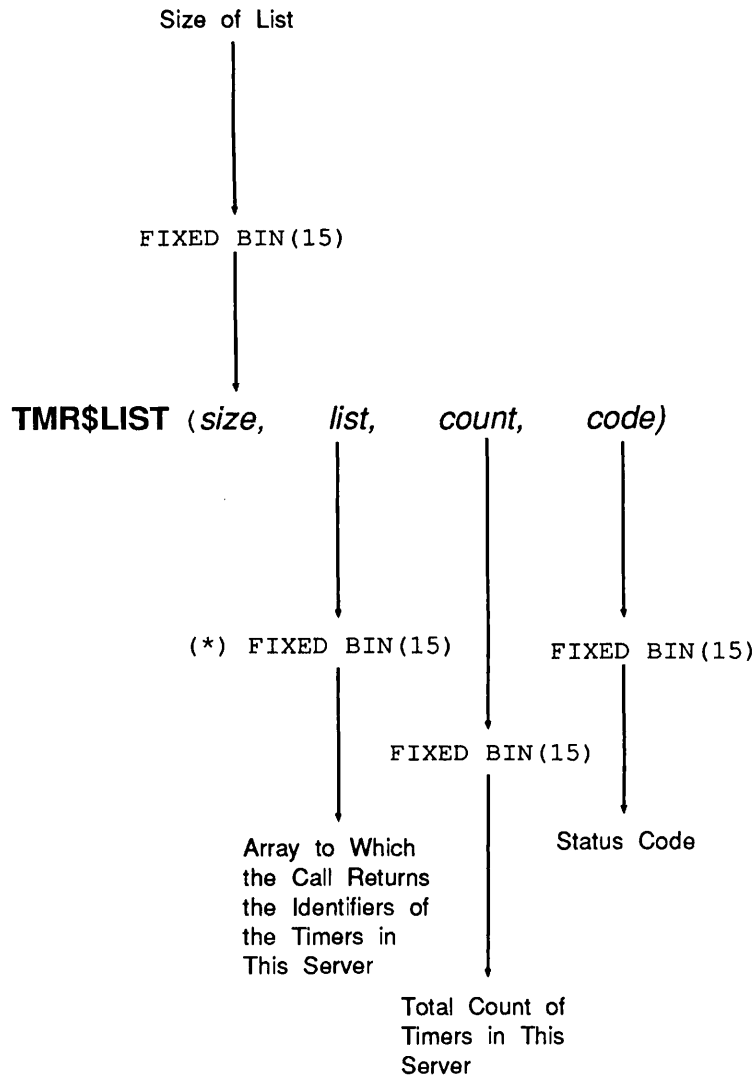 Size of List
FIXED BIN(15)
TMR$LIST (size, list, count, code)
(*) FIXED BIN(15)
FIXED BIN(15)
FIXED BIN(15)
Array to Which
the Call Returns
the Identifiers of
the Timers in
This Server
Status Code
Total Count of
Timers in This
Server